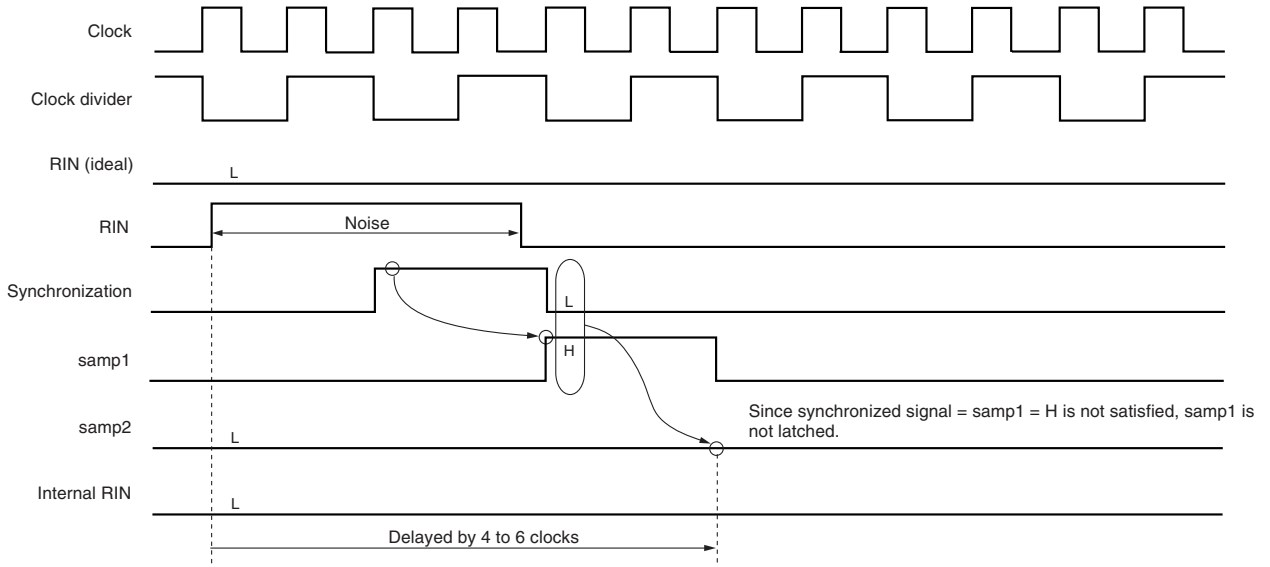 Clock
Clock divider
RIN (ideal)
L
RIN
Noise
Synchronization
L
samp1
H
Since synchronized signal = samp1 = H is not satisfied, samp1 is
not latched.
samp2
L
Internal RIN
L
Delayed by 4 to 6 clocks